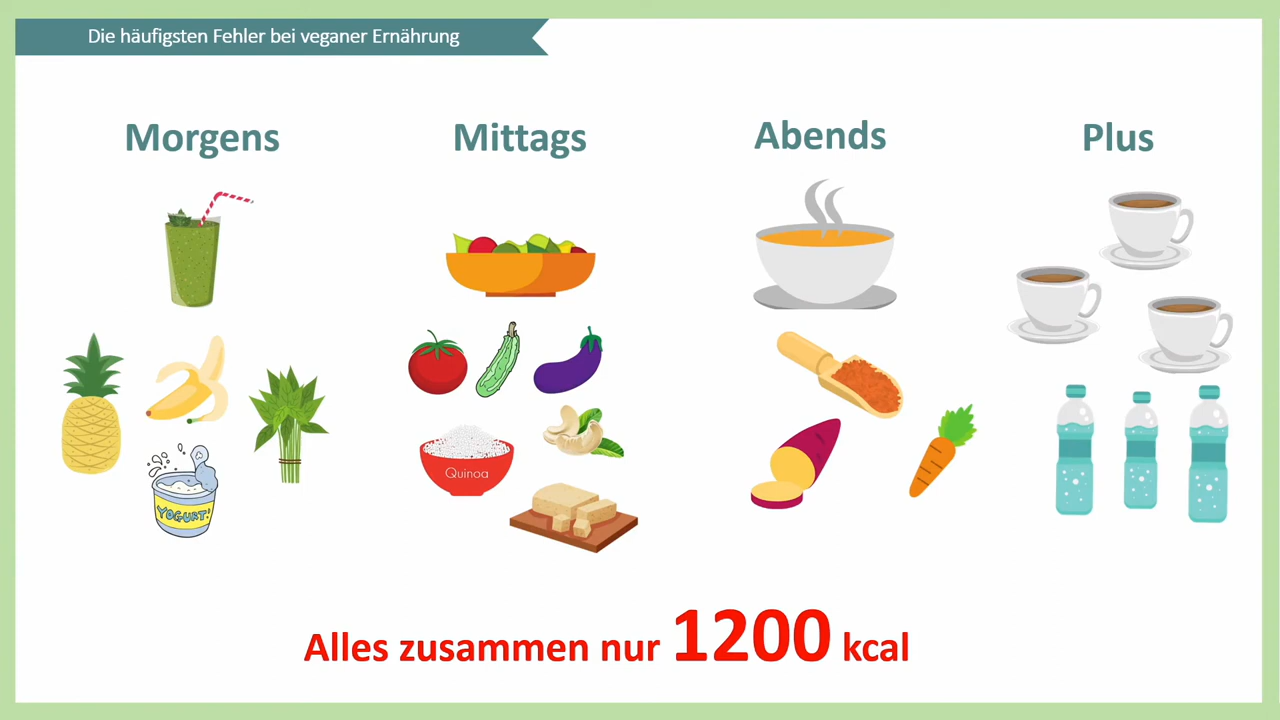 Die häufigsten Fehler bei veganer Ernährung
Morgens
Mittags
Abends
Plus
Quinoa
YOGURT!
Alles zusammen nur 1200 kcal